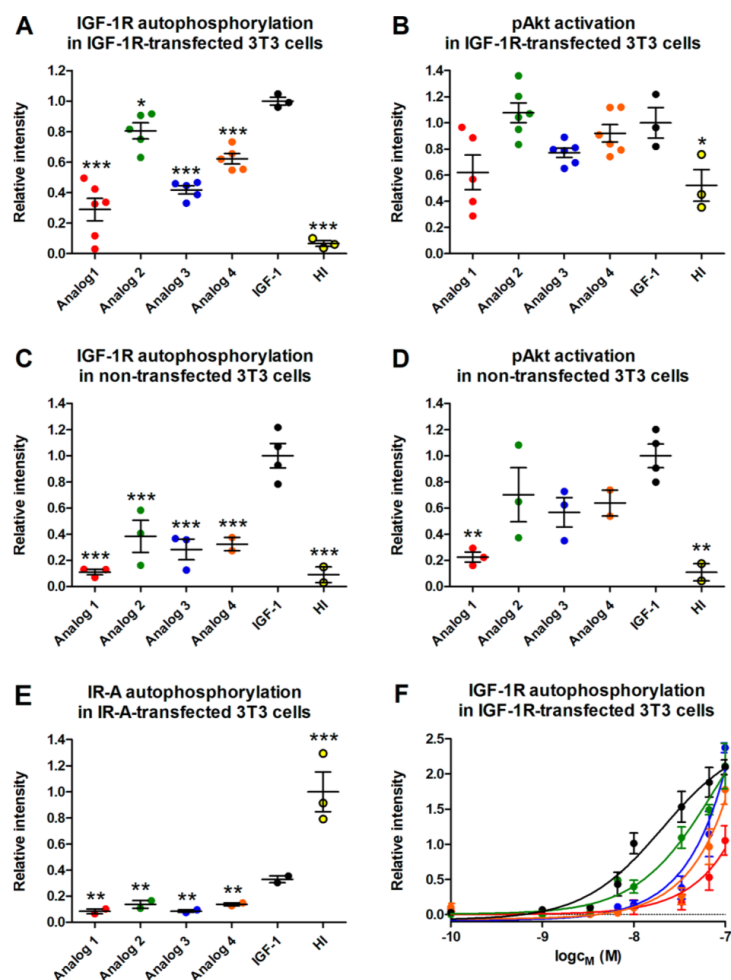 A
IGF-1R autophosphorylation
in IGF-1R-transfected 3T3 cells
Relative intensity
1.2
1.0
0.8
0.6
0.4
0.2
0.0
***
*
***
***
***
Analog1
Analog 2
Analog 3
Analog 4
IGF-1
HI
B
pAkt activation
in IGF-1R-transfected 3T3 cells
Relative intensity
1.4
1.2
1.0
0.8
0.6
0.4
0.2
0.0
*
Analog 1
Analog 2
Analog 3
Analog 4
IGF-1
HI
C
IGF-1R autophosphorylation
in non-transfected 3T3 cells
Relative intensity
1.4
1.2
1.0
0.8
0.6
0.4
0.2
0.0
***
***
***
***
***
Analog 1
Analog 2
Analog 3
Analog 4
IGF-1
HI
D
pAkt activation
in non-transfected 3T3 cells
Relative intensity
1.4
1.2
1.0
0.8
0.6
0.4
0.2
0.0
**
**
Analog 1
Analog 2
Analog 3
Analog 4
IGF-1
HI
E
IR-A autophosphorylation
in IR-A-transfected 3T3 cells
Relative intensity
1.4
1.2
1.0
0.8
0.6
0.4
0.2
0.0
**
**
**
**
***
Analog 1
Analog 2
Analog 3
Analog 4
IGF-1
HI
F
IGF-1R autophosphorylation
in IGF-1R-transfected 3T3 cells
Relative intensity
2.5
2.0
1.5
1.0
0.5
0.0
-10
-9
-8
-7
logcM (M)